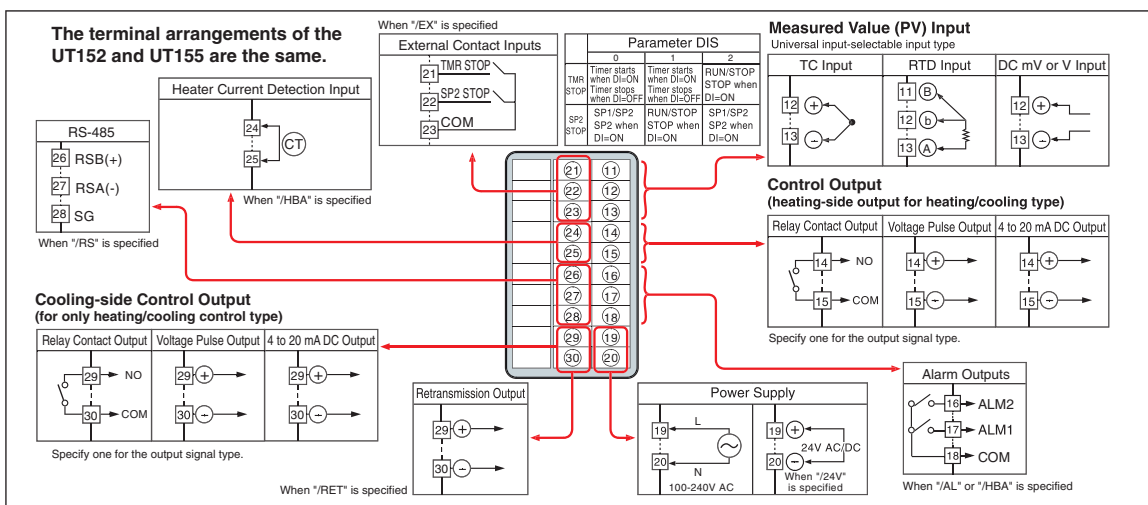 The terminal arrangements of the
UT152 and UT155 are the same.
When "/EX" is specified
External Contact Inputs
21 TMR STOP
22 SP2 STOP
23 COM
Parameter DIS
0 1 2
TMR STOP
Timer starts when DI=ON Timer stops when DI=OFF
Timer starts when DI=ON Timer stops when DI=OFF
RUN/STOP STOP when DI=ON
SP2 STOP
SP1/SP2 SP2 when DI=ON
RUN/STOP STOP when DI=ON
SP1/SP2 SP2 when DI=ON
Measured Value (PV) Input
Universal input-selectable input type
TC Input
12 +
13 -
RTD Input
11 B
12 b
13 A
DC mV or V Input
12 +
13 -
Heater Current Detection Input
24
CT
25
When "/HBA" is specified
RS-485
26 RSB(+)
27 RSA(-)
28 SG
When "/RS" is specified
21 11
22 12
23 13
24 14
25 15
26 16
27 17
28 18
29 19
30 20
Control Output
(heating-side output for heating/cooling type)
Relay Contact Output
14 NO
15 COM
Voltage Pulse Output
14 +
15 -
4 to 20 mA DC Output
14 +
15 -
Specify one for the output signal type.
Cooling-side Control Output
(for only heating/cooling control type)
Relay Contact Output
29 NO
30 COM
Voltage Pulse Output
29 +
30 -
4 to 20 mA DC Output
29 +
30 -
Specify one for the output signal type.
Retransmission Output
29 +
30 -
When "/RET" is specified
Power Supply
19 L
20 N
100-240V AC
19 +
24V AC/DC
20 -
When "/24V"
is specified
Alarm Outputs
16 ALM2
17 ALM1
18 COM
When "/AL" or "/HBA" is specified